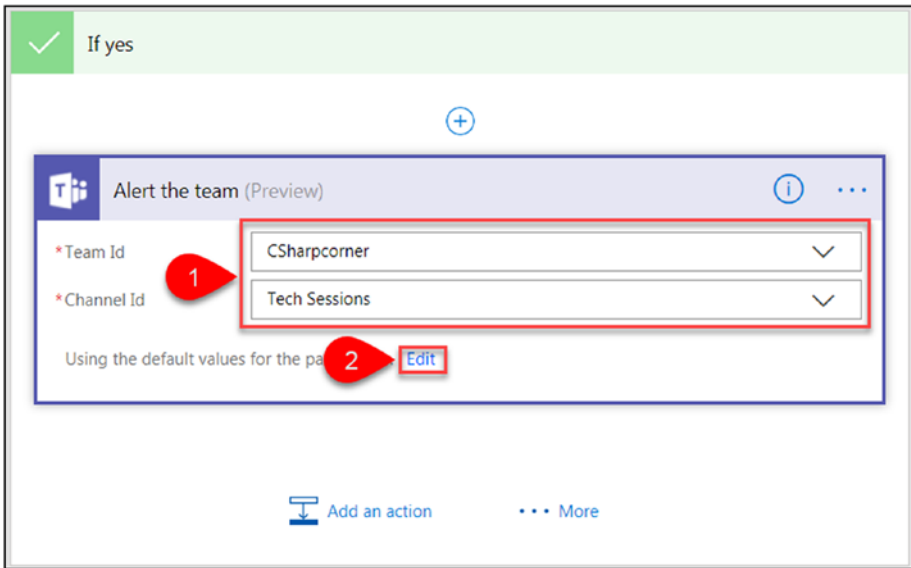 If yes
Alert the team (Preview)
*Team Id CSharpcorner
1
*Channel Id Tech Sessions
Using the default values for the pa 2 Edit
Add an action ••• More